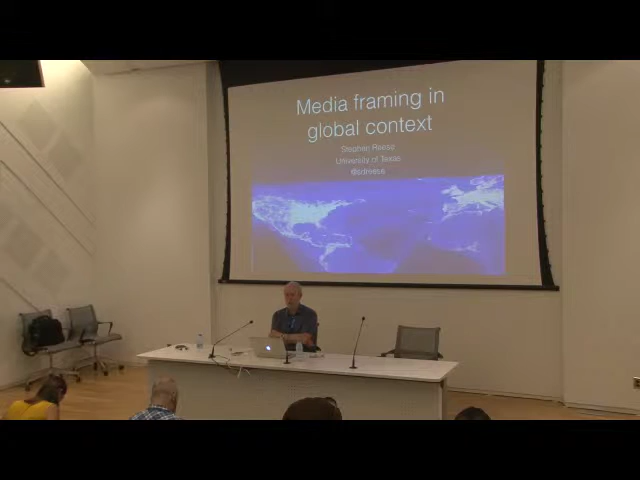 Media framing in
global context
Stephen Reese
University of Texas
@sdreese